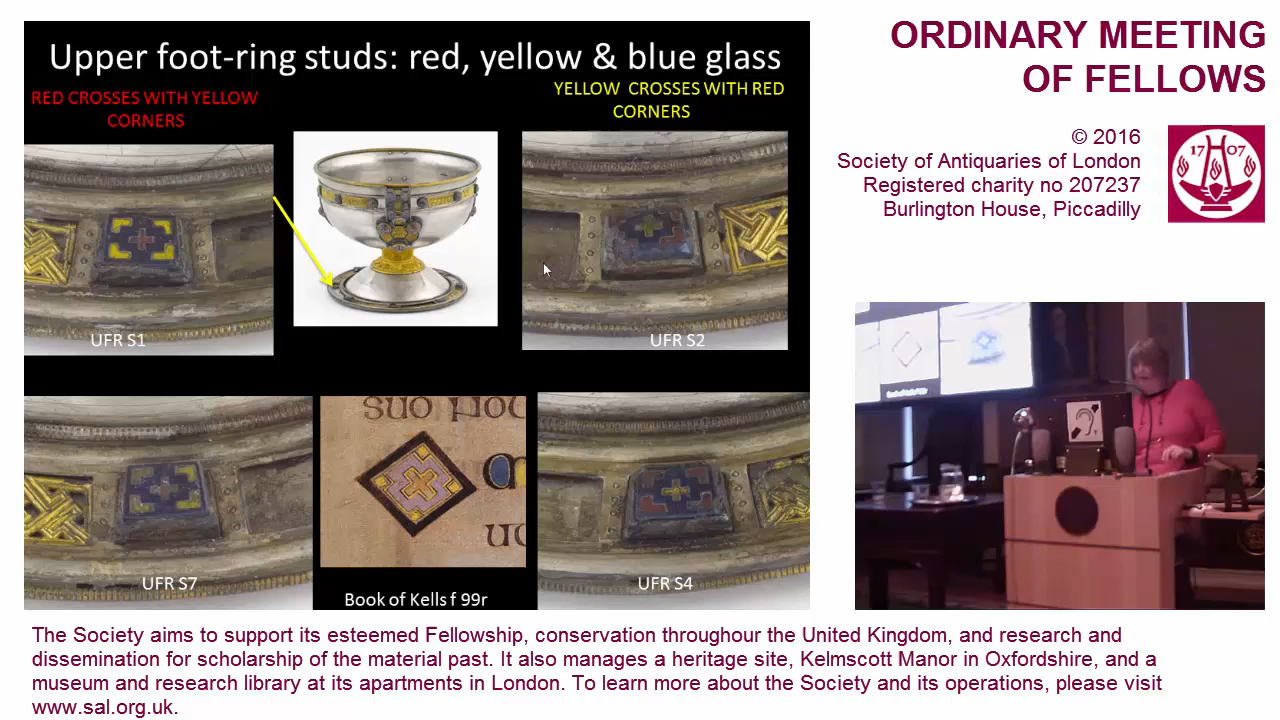 Upper foot-ring studs: red, yellow & blue glass
RED CROSSES WITH YELLOW
CORNERS
YELLOW CROSSES WITH RED
CORNERS
UFR S1
UFR S2
UFR S7
UFR S4
Book of Kells f 99r
ORDINARY MEETING
OF FELLOWS
© 2016
Society of Antiquaries of London
Registered charity no 207237
Burlington House, Piccadilly
17 07
The Society aims to support its esteemed Fellowship, conservation throughour the United Kingdom, and research and
dissemination for scholarship of the material past. It also manages a heritage site, Kelmscott Manor in Oxfordshire, and a
museum and research library at its apartments in London. To learn more about the Society and its operations, please visit
www.sal.org.uk.